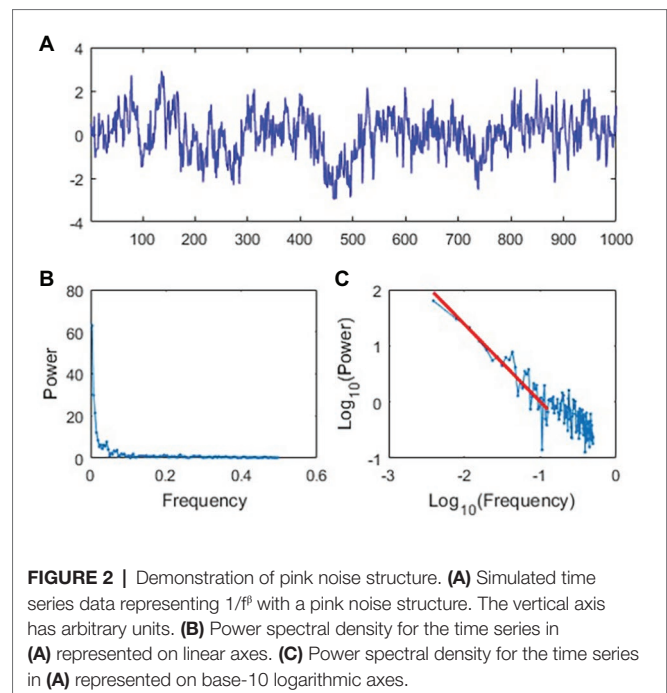 A
4
2
0
-2
-4
100 200 300 400 500 600 700 800 900 1000
B
80
60
40
20
0
Power
0 0.2 0.4 0.6
Frequency
C
2
1
0
-1
Log10(Power)
-3 -2 -1 0
Log10(Frequency)
FIGURE 2 | Demonstration of pink noise structure. (A) Simulated time
series data representing 1/fᵝ with a pink noise structure. The vertical axis
has arbitrary units. (B) Power spectral density for the time series in
(A) represented on linear axes. (C) Power spectral density for the time series
in (A) represented on base-10 logarithmic axes.